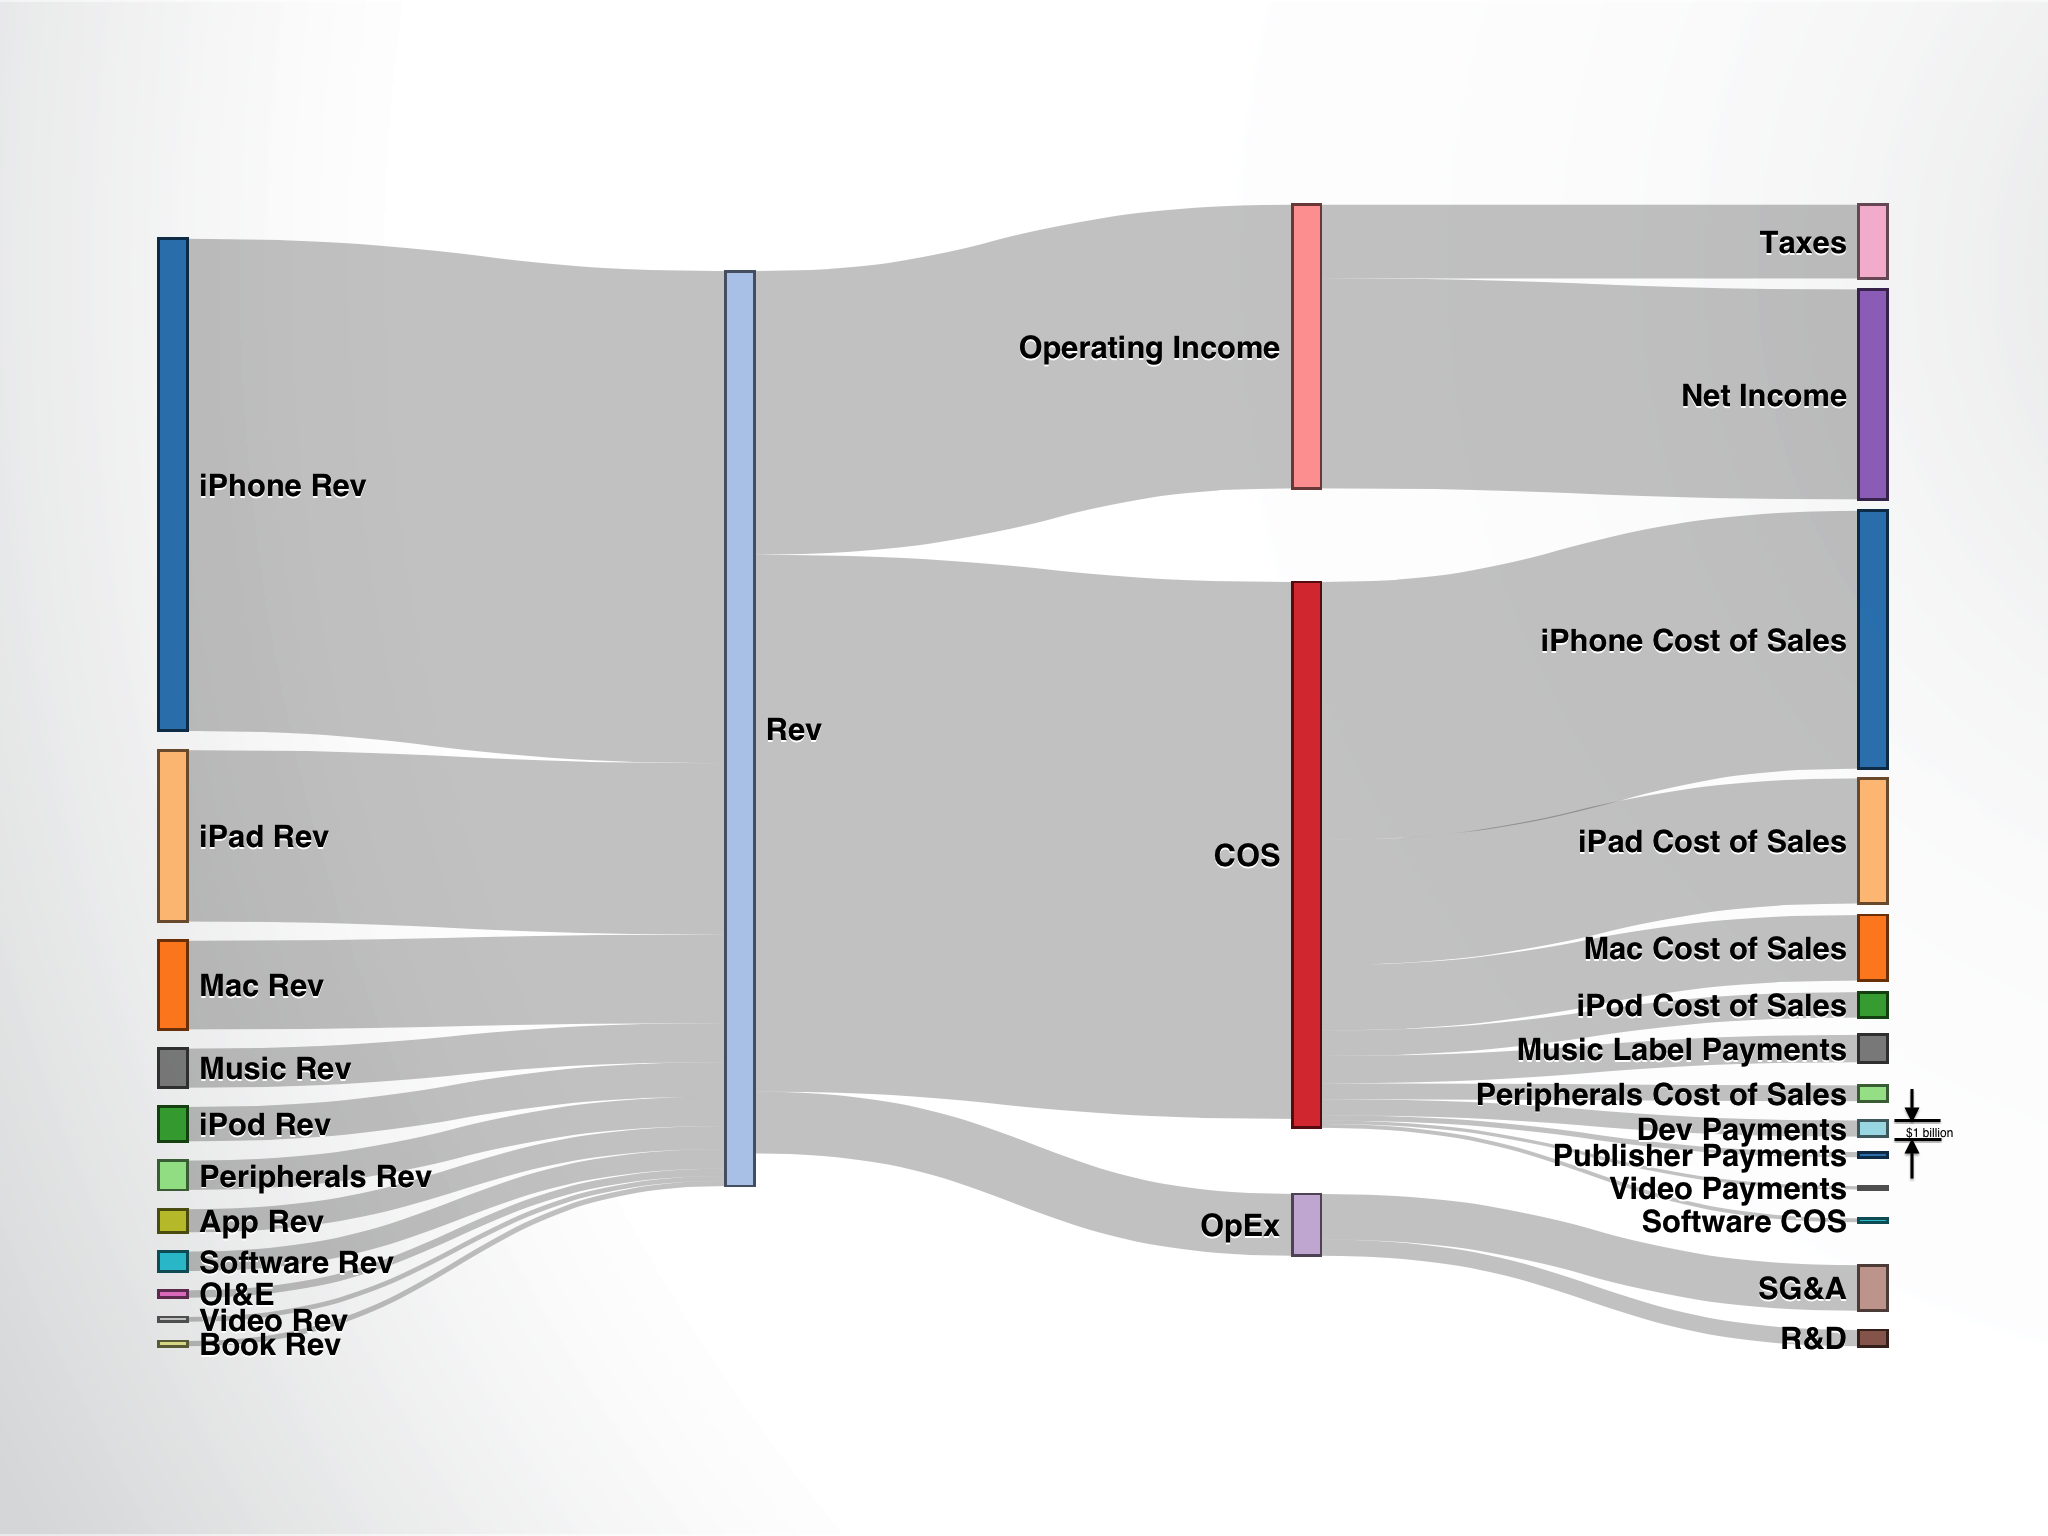 iPhone Rev
iPad Rev
Mac Rev
Music Rev
iPod Rev
Peripherals Rev
App Rev
Software Rev
OI&E
Video Rev
Book Rev
Rev
Operating Income
COS
OpEx
Taxes
Net Income
iPhone Cost of Sales
iPad Cost of Sales
Mac Cost of Sales
iPod Cost of Sales
Music Label Payments
Peripherals Cost of Sales
Dev Payments
$1 billion
Publisher Payments
Video Payments
Software COS
SG&A
R&D